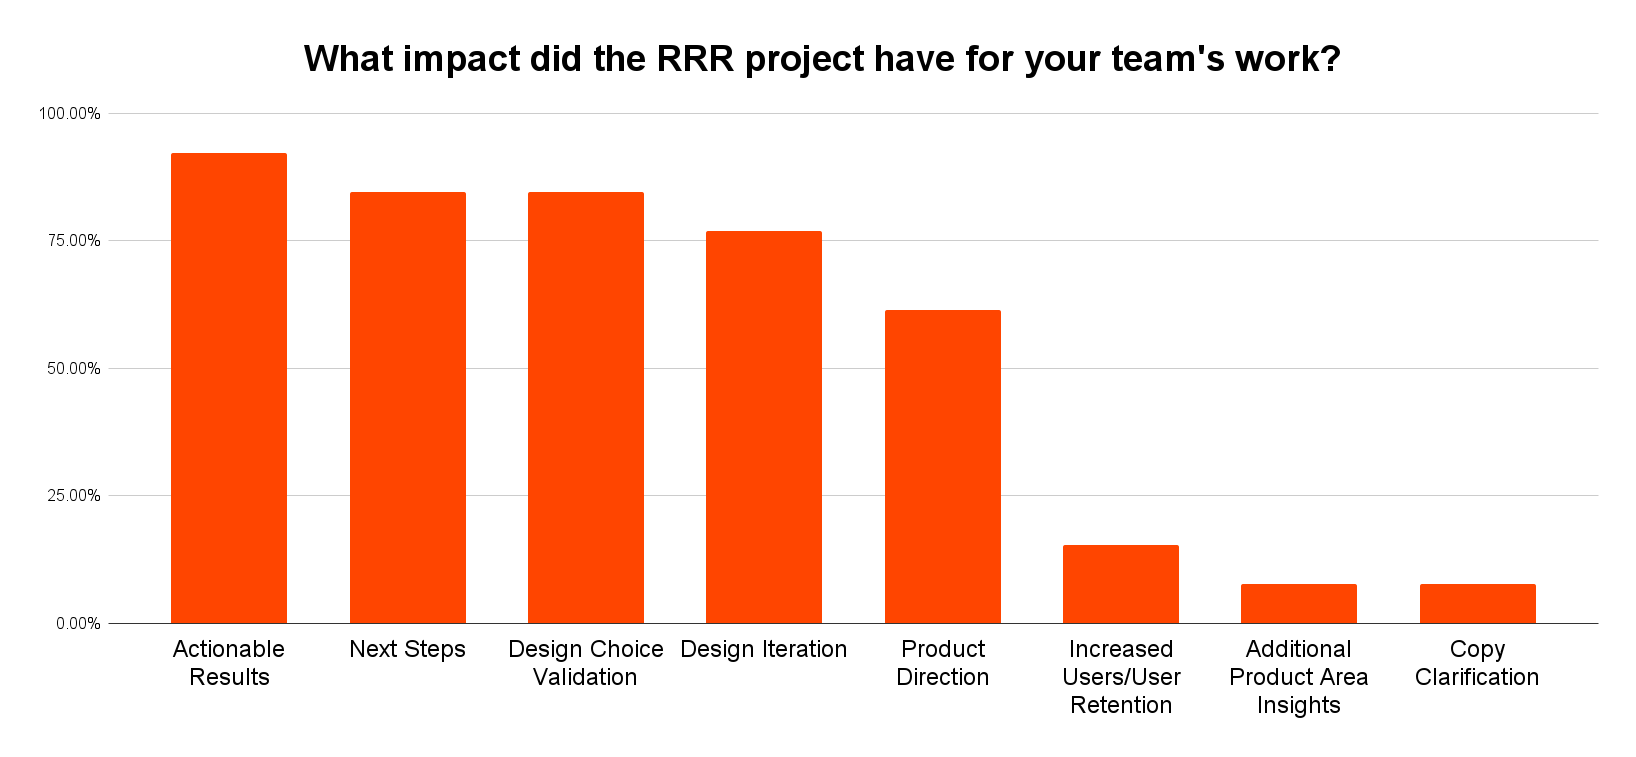 What impact did the RRR project have for your team's work?
100.00%
75.00%
50.00%
25.00%
0.00%
Actionable
Results
Next Steps
Design Choice
Validation
Design Iteration
Product
Direction
Increased
Users/User
Retention
Additional
Product Area
Insights
Copy
Clarification